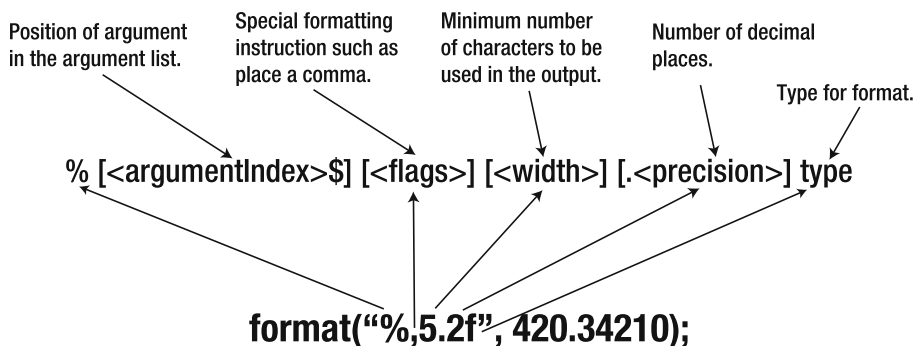 Position of argument
in the argument list.
Special formatting
instruction such as
place a comma.
Minimum number
of characters to be
used in the output.
Number of decimal
places.
Type for format.
% [<argumentIndex>$] [<flags>] [<width>] [.<precision>] type
format(“%,5.2f”, 420.34210);